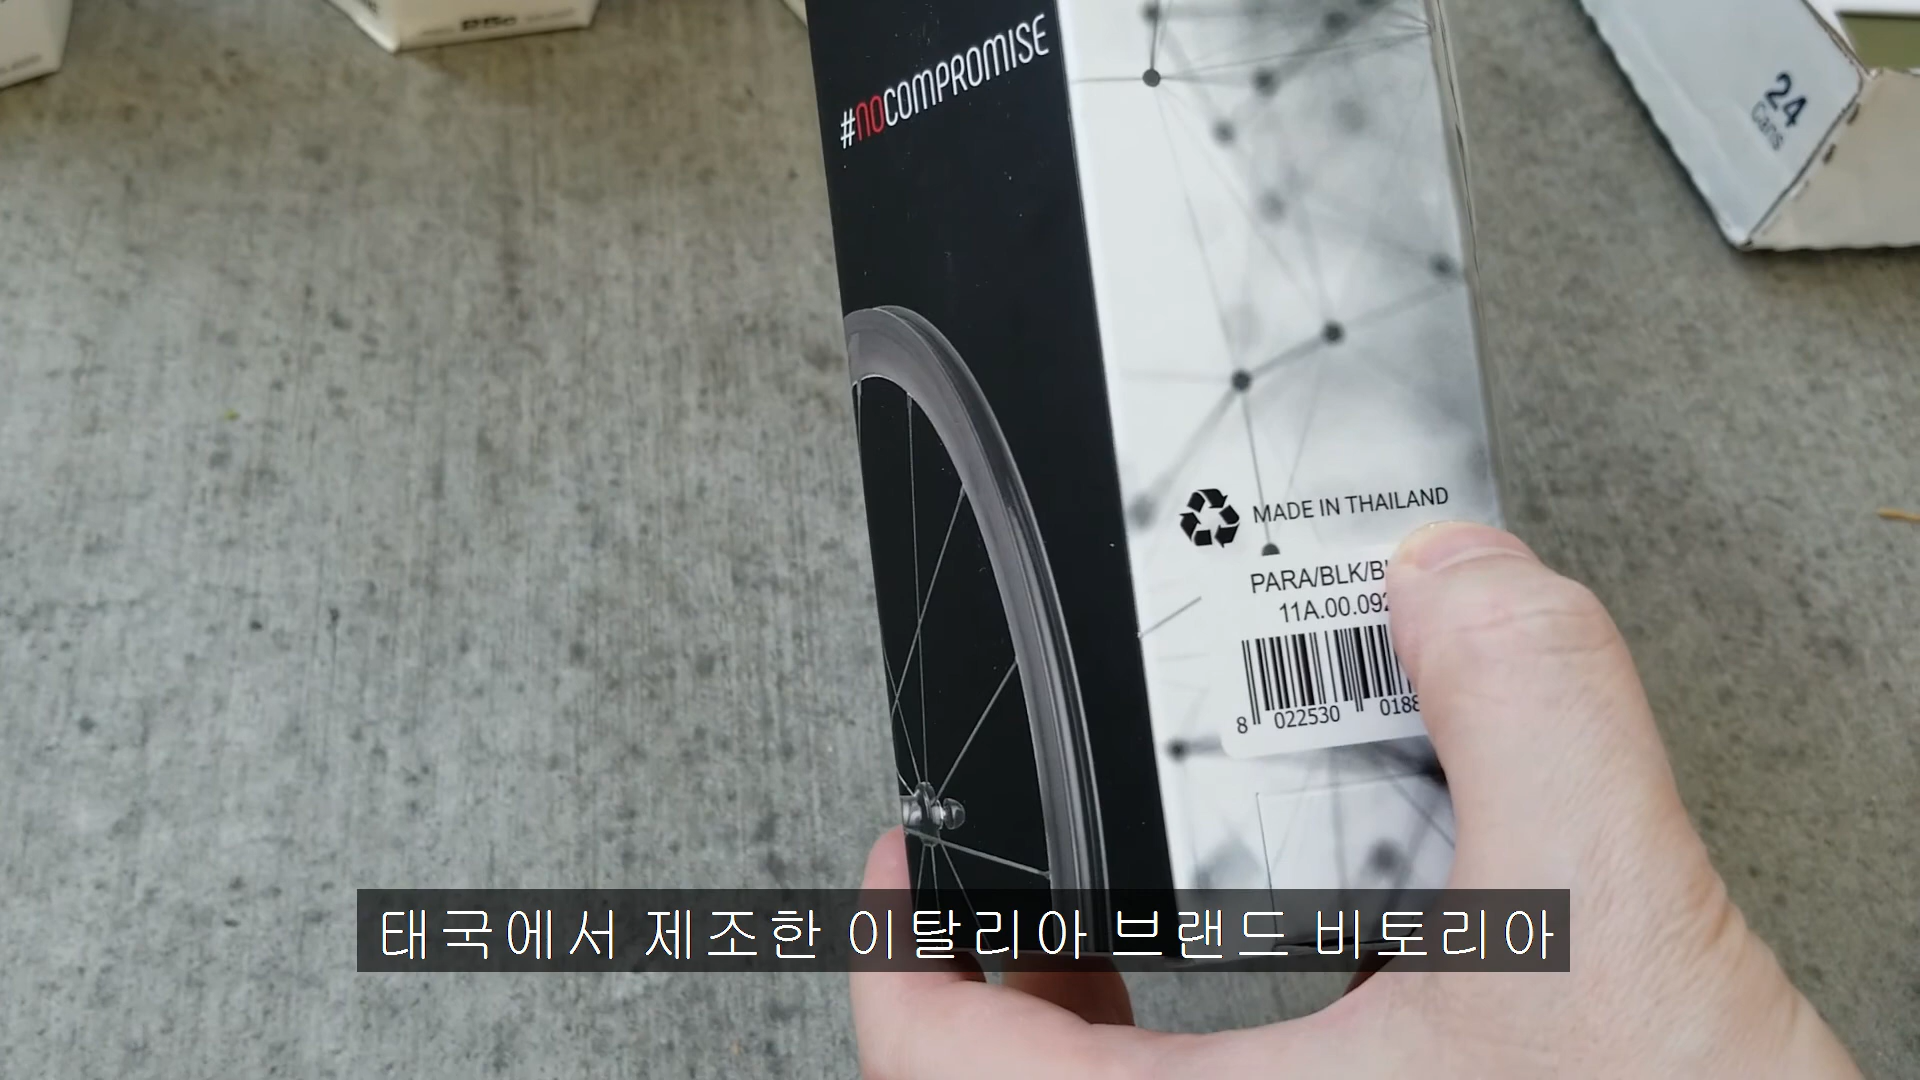 #NOCOMPROMISE
24
Cans
MADE IN THAILAND
PARA/BLK/B
11A.00.092
8 022530 0188
태국에서 제조한 이탈리아 브랜드 비토리아